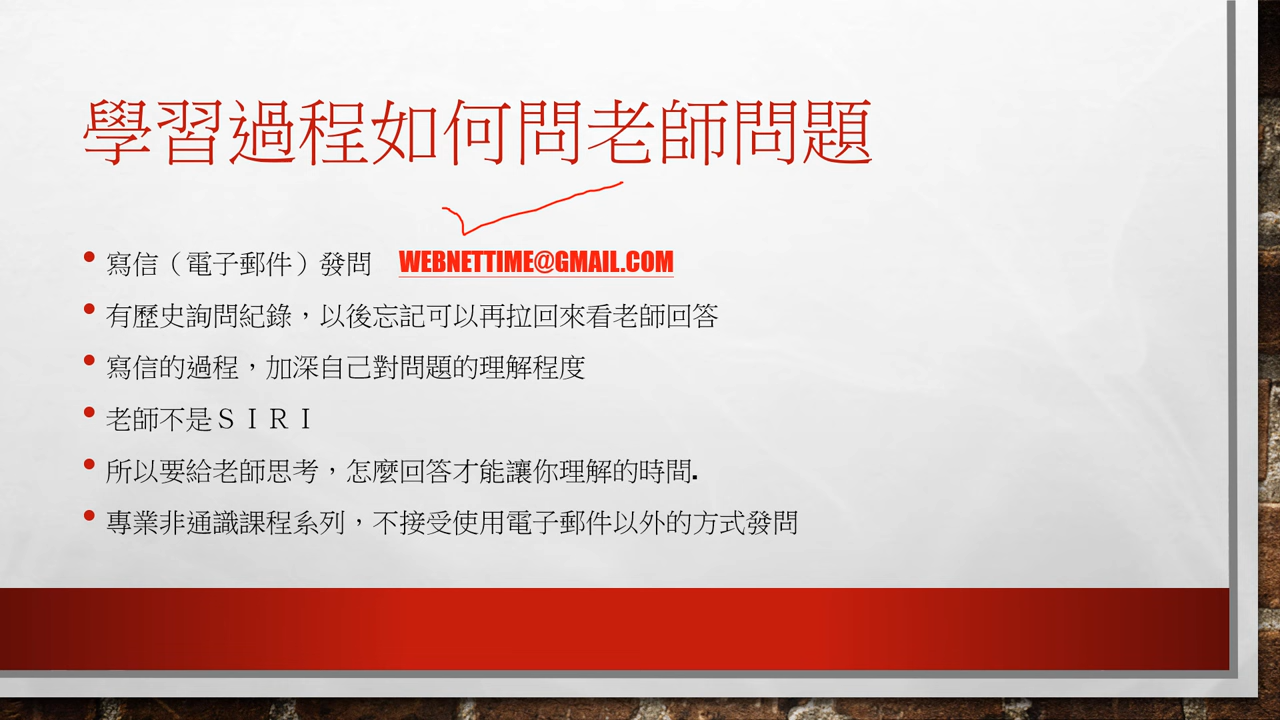 學習過程如何問老師問題
寫信（電子郵件）發問 WEBNETTIME@GMAIL.COM
有歷史詢問紀錄，以後忘記可以再拉回來看老師回答
寫信的過程，加深自己對問題的理解程度
老師不是ＳＩＲＩ
所以要給老師思考，怎麼回答才能讓你理解的時間.
專業非通識課程系列，不接受使用電子郵件以外的方式發問